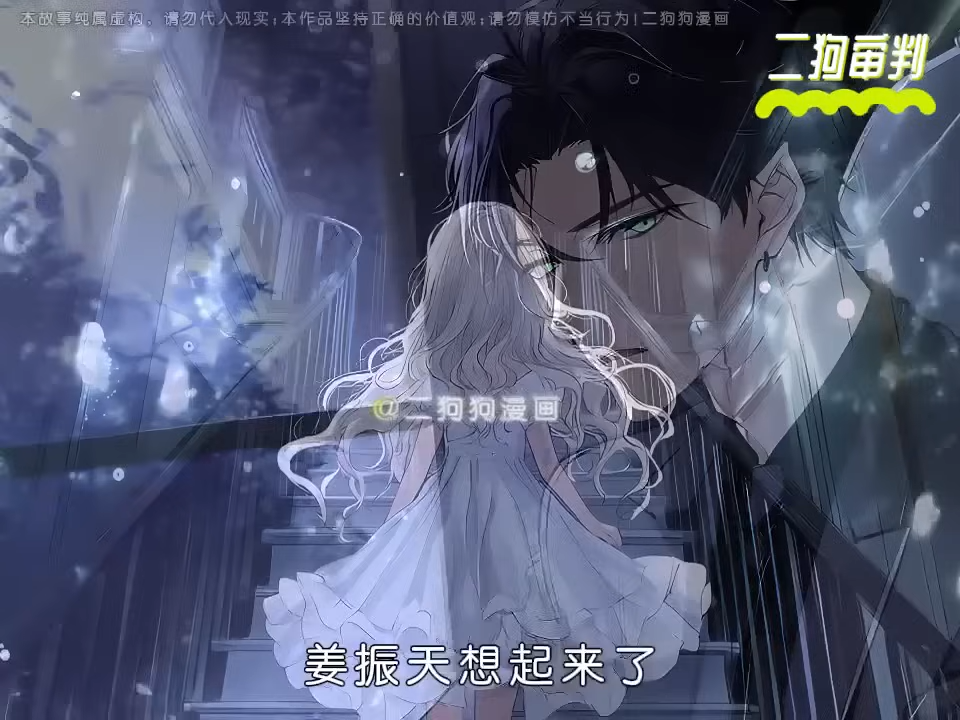 本故事纯属虚构，请勿代入现实;本作品坚持正确的价值观;请勿模仿不当行为!二狗狗漫画
二狗审判
@二狗狗漫画
姜振天想起来了